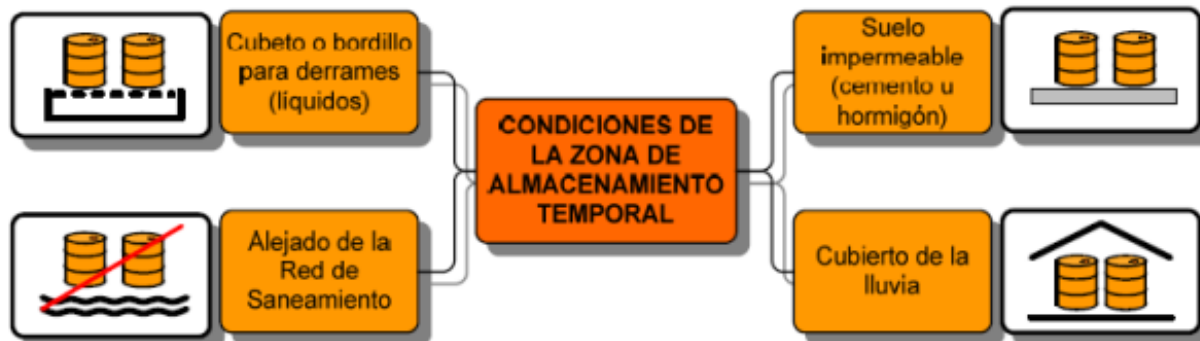 Cubeto o bordillo
para derrames
(líquidos)
Suelo
impermeable
(cemento u
hormigón)
CONDICIONES DE
LA ZONA DE
ALMACENAMIENTO
TEMPORAL
Alejado de la
Red de
Saneamiento
Cubierto de la
lluvia